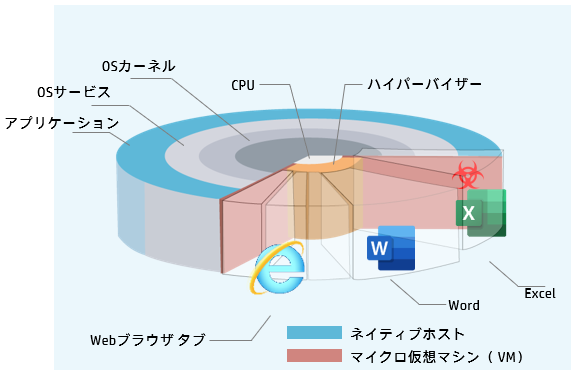 OSカーネル
CPU
ハイパーバイザー
OSサービス
アプリケーション
X
W
Excel
Word
Webブラウザタブ
ネイティブホスト
マイクロ仮想マシン（VM）